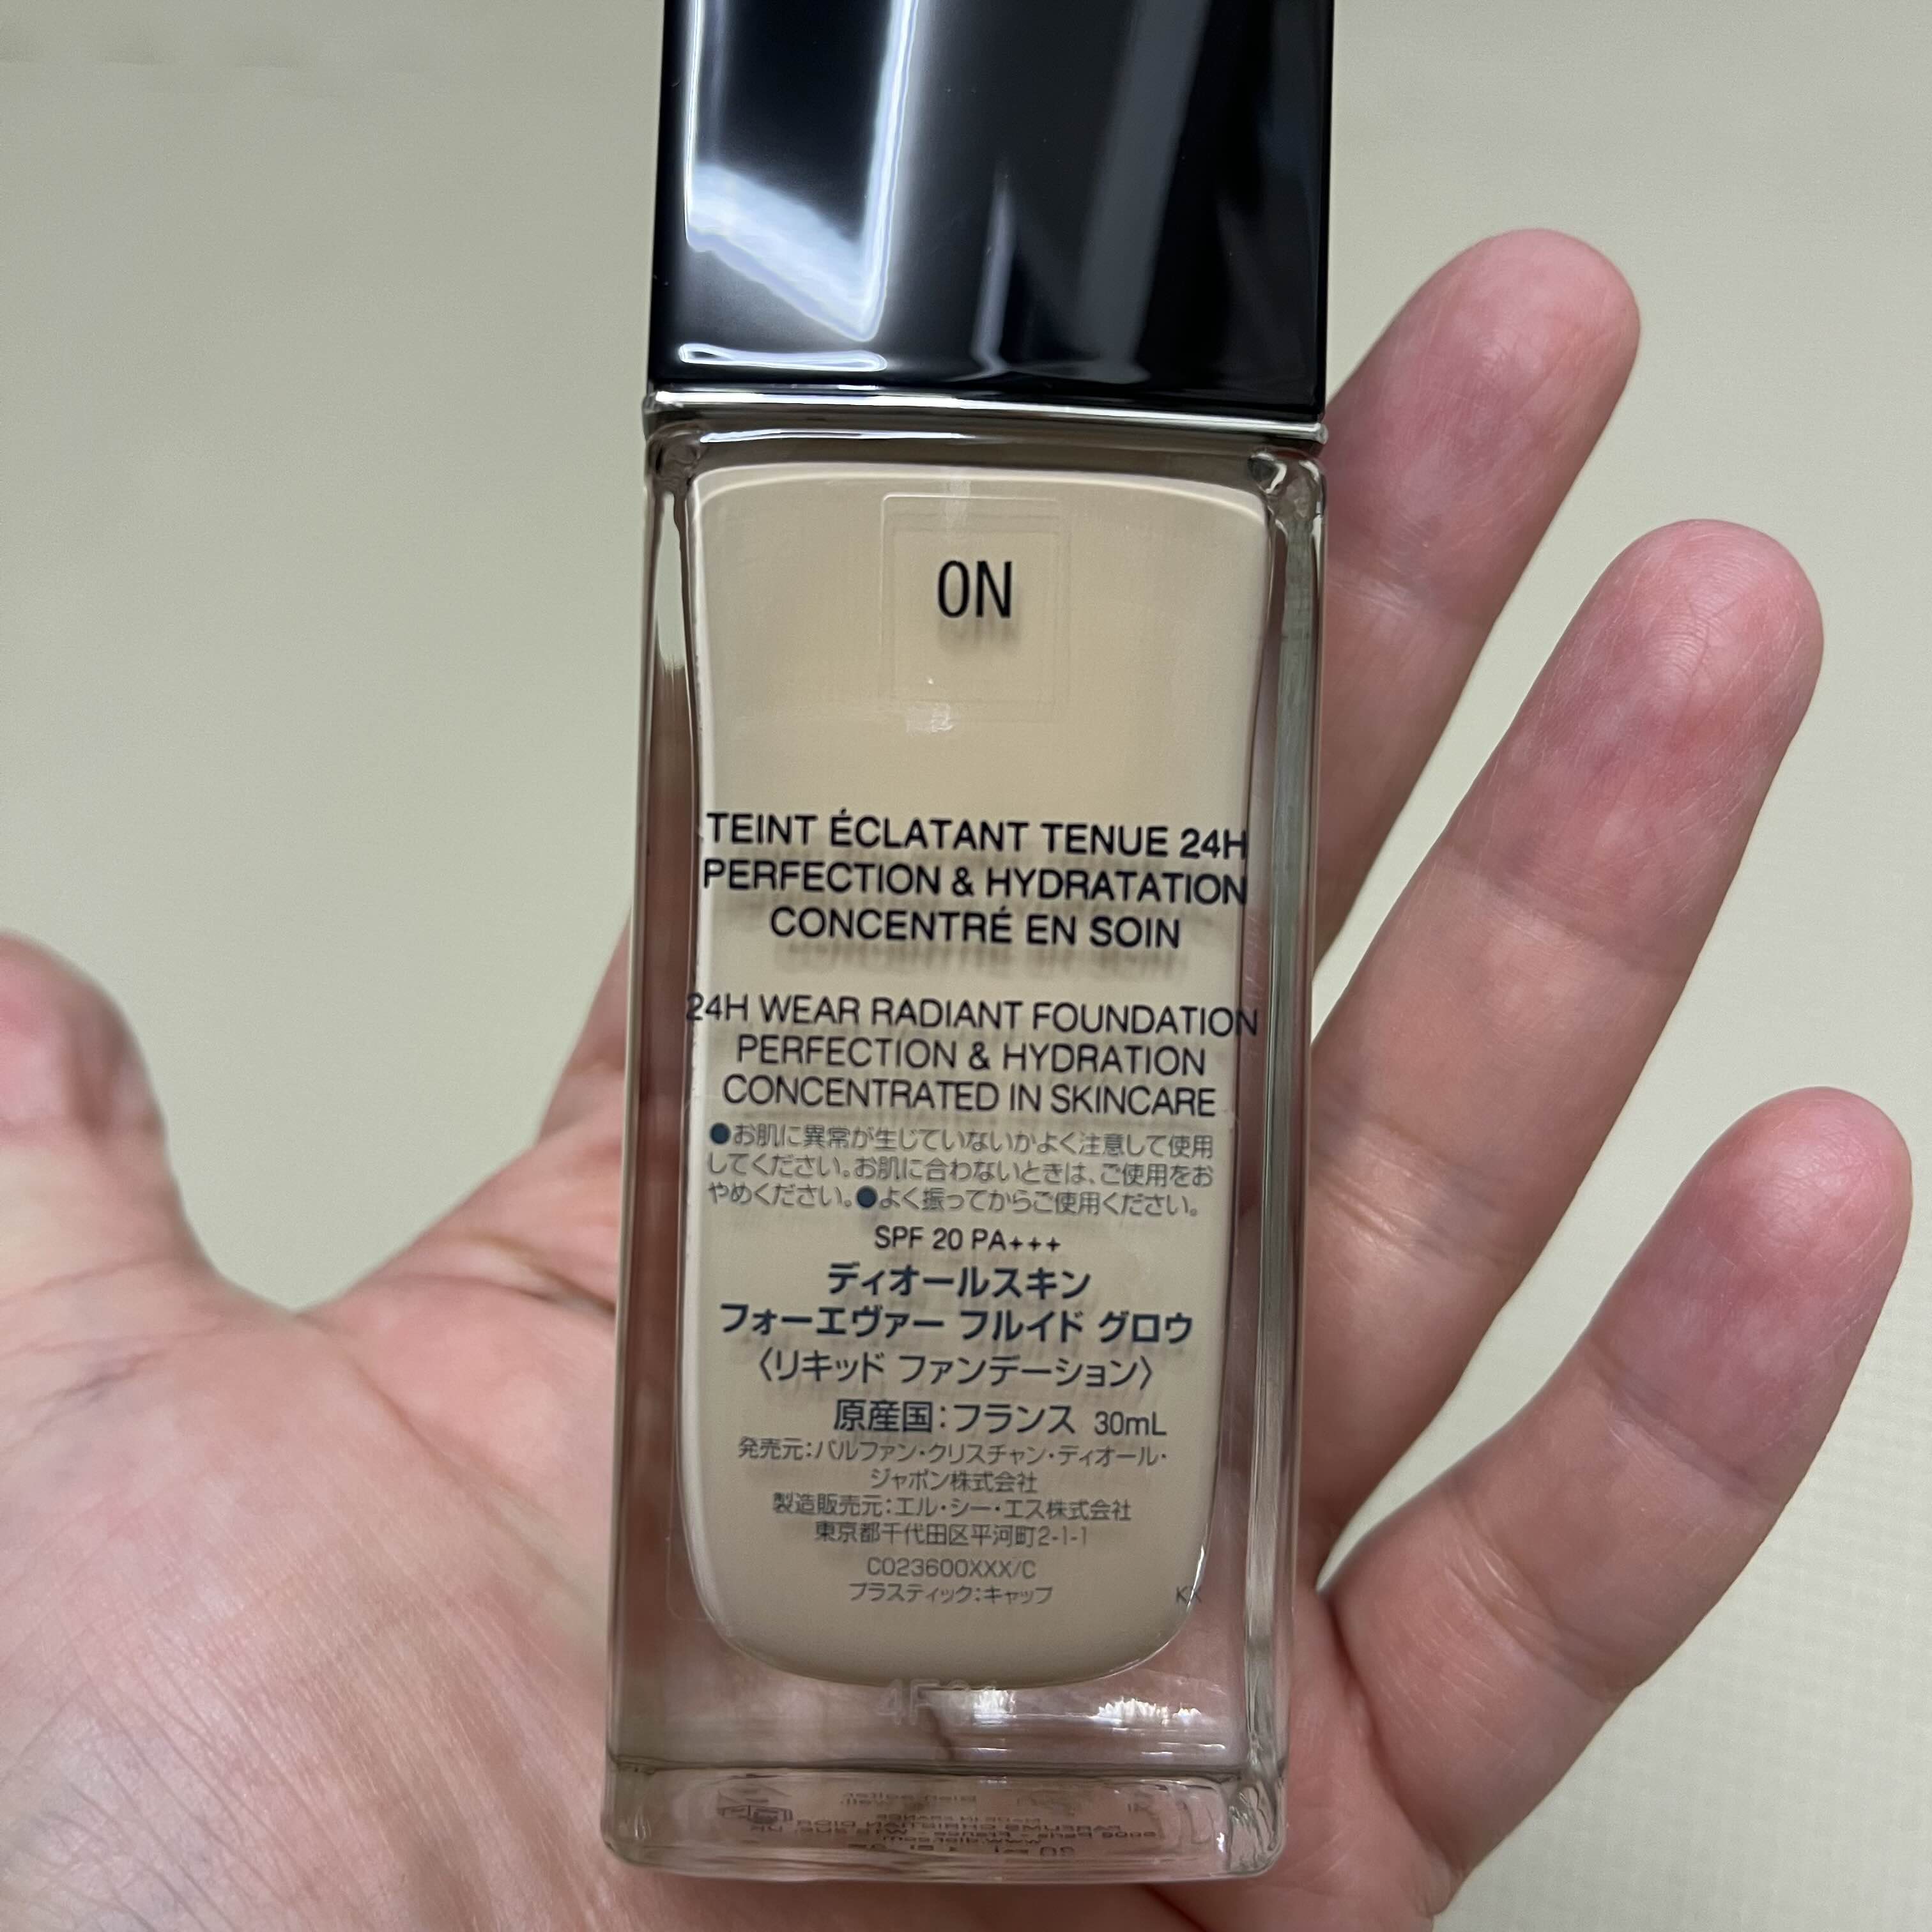 0N
TEINT ÉCLATANT TENUE 24H
PERFECTION & HYDRATATION
CONCENTRÉ EN SOIN
24H WEAR RADIANT FOUNDATION
PERFECTION & HYDRATION
CONCENTRATED IN SKINCARE
●お肌に異常が生じていないかよく注意して使用
してください。お肌に合わないときは、ご使用をお
やめください。●よく振ってからご使用ください。
SPF 20 PA+++
ディオールスキン
フォーエヴァー フルイド グロウ
〈リキッド ファンデーション〉
原産国:フランス 30mL
発売元:パルファン・クリスチャン・ディオール・
ジャポン株式会社
製造販売元:エル・シー・エス株式会社
東京都千代田区平河町2-1-1
C023600XXX/C
プラスティック:キャップ
KX
MADE IN FRANCE
PARFUMS CHRISTIAN DIOR